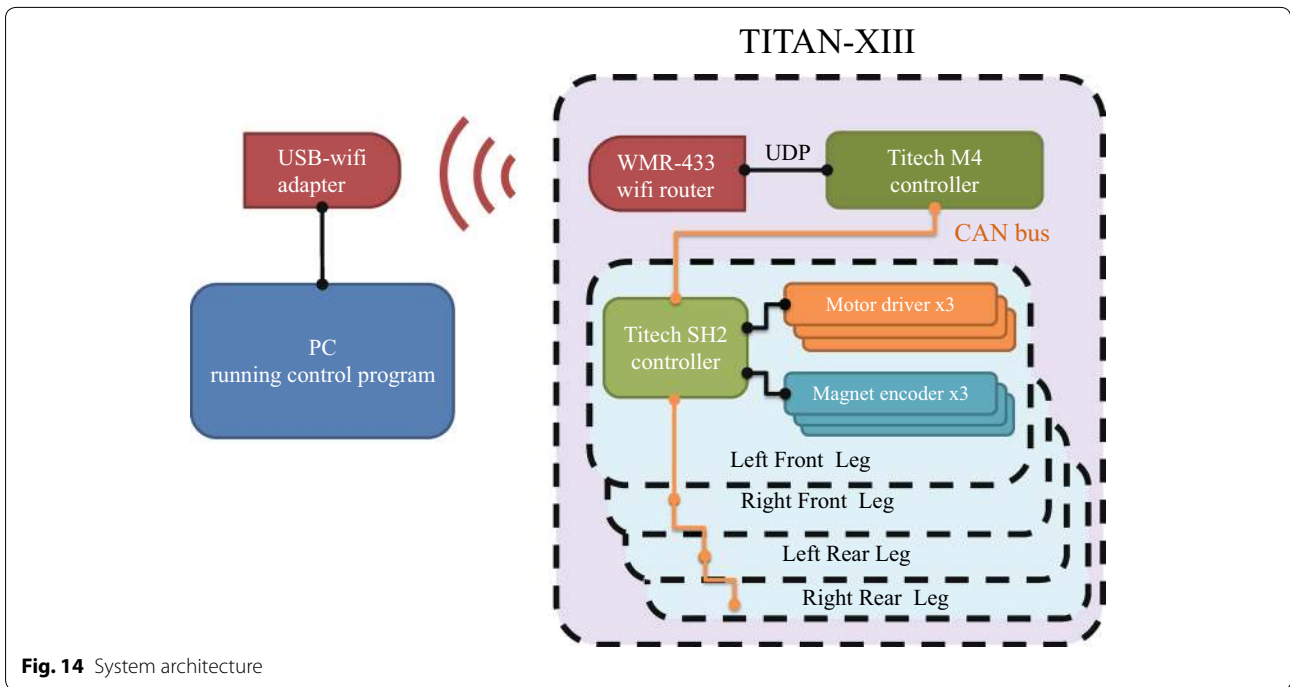 TITAN-XIII
USB-wifi
adapter
WMR-433
wifi router
UDP
Titech M4
controller
CAN bus
PC
running control program
Titech SH2
controller
Motor driver x3
Magnet encoder x3
Left Front Leg
Right Front Leg
Left Rear Leg
Right Rear Leg
Fig. 14 System architecture